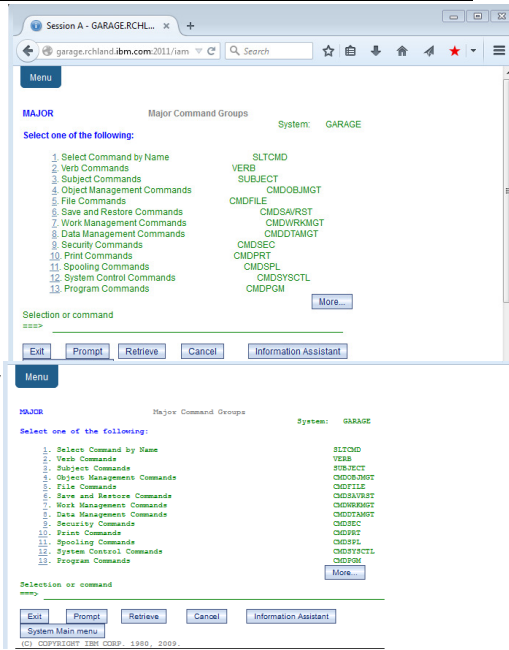 Session A - GARAGE.RCHL... × +
garage.rchland.ibm.com:2011/iam Search
Menu
MAJOR Major Command Groups
System: GARAGE
Select one of the following:
1. Select Command by Name SLTCMD
2. Verb Commands VERB
3. Subject Commands SUBJECT
4. Object Management Commands CMDOBJMGT
5. File Commands CMDFILE
6. Save and Restore Commands CMDSAVRST
7. Work Management Commands CMDWRKMGT
8. Data Management Commands CMDDTAMGT
9. Security Commands CMDSEC
10. Print Commands CMDPRT
11. Spooling Commands CMDSPL
12. System Control Commands CMDSYSCTL
13. Program Commands CMDPGM
More...
Selection or command
===>
Exit Prompt Retrieve Cancel Information Assistant
Menu
MAJOR Major Command Groups
System: GARAGE
Select one of the following:
1. Select Command by Name SLTCMD
2. Verb Commands VERB
3. Subject Commands SUBJECT
4. Object Management Commands CMDOBJMGT
5. File Commands CMDFILE
6. Save and Restore Commands CMDSAVRST
7. Work Management Commands CMDWRKMGT
8. Data Management Commands CMDDTAMGT
9. Security Commands CMDSEC
10. Print Commands CMDPRT
11. Spooling Commands CMDSPL
12. System Control Commands CMDSYSCTL
13. Program Commands CMDPGM
More...
Selection or command
===>
Exit Prompt Retrieve Cancel Information Assistant
System Main menu
(C) COPYRIGHT IBM CORP. 1980, 2009.